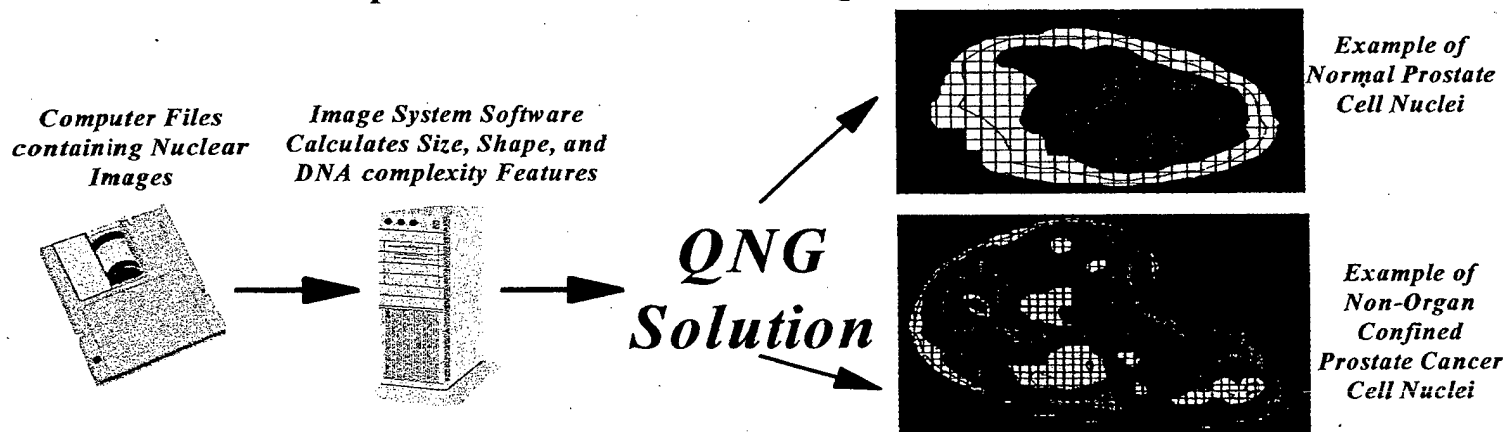 Computer Files
containing Nuclear
Images
Image System Software
Calculates Size, Shape, and
DNA complexity Features
QNG
Solution
Example of
Normal Prostate
Cell Nuclei
Example of
Non-Organ
Confined
Prostate Cancer
Cell Nuclei